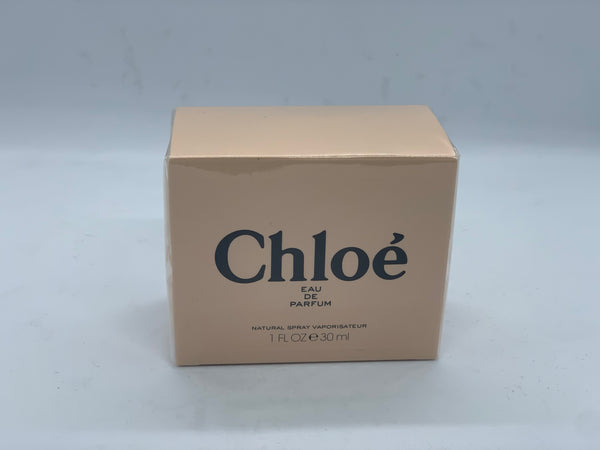 Chloé
EAU
DE
PARFUM
NATURAL SPRAY VAPORISATEUR
1 FL OZ ℮ 30 ml